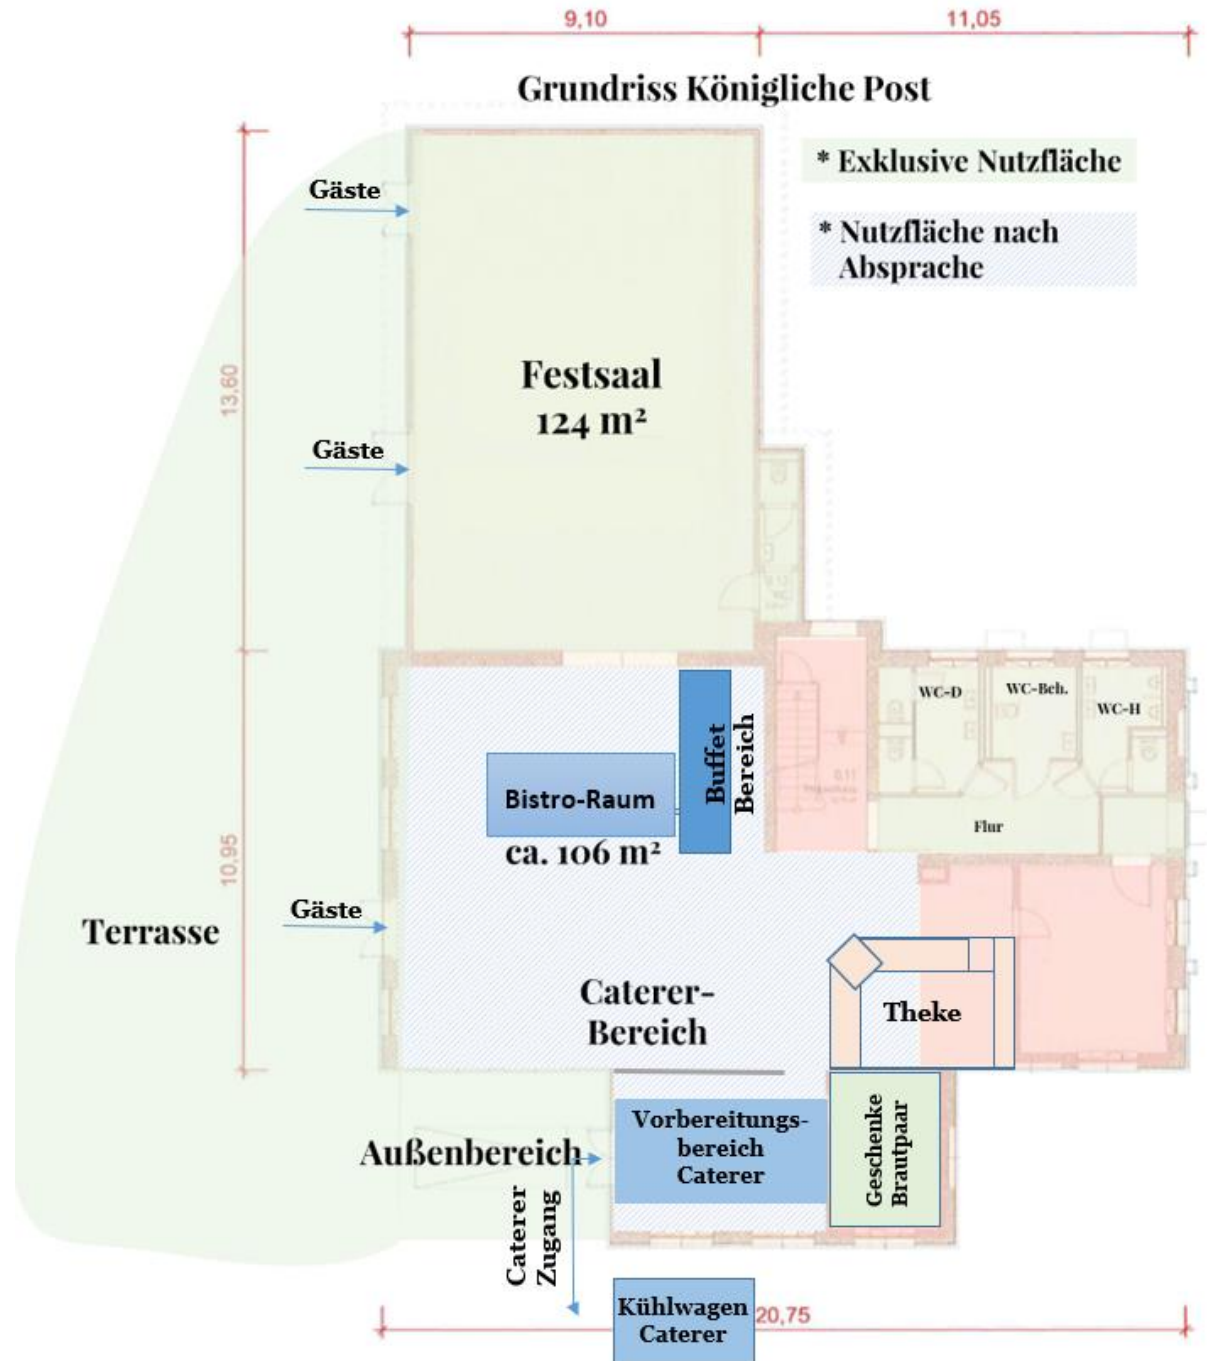 9,10
11,05
Grundriss Königliche Post
* Exklusive Nutzfläche
* Nutzfläche nach
Absprache
Gäste
13,60
Festsaal
124 m²
Gäste
WC-D
WC-Beh.
WC-H
Buffet
Bereich
Bistro-Raum
ca. 106 m²
Flur
10,95
Gäste
Terrasse
Caterer-
Bereich
Theke
Vorbereitungs-
bereich
Caterer
Geschenke
Brautpaar
Außenbereich
Caterer
Zugang
Kühlwagen
Caterer
20,75